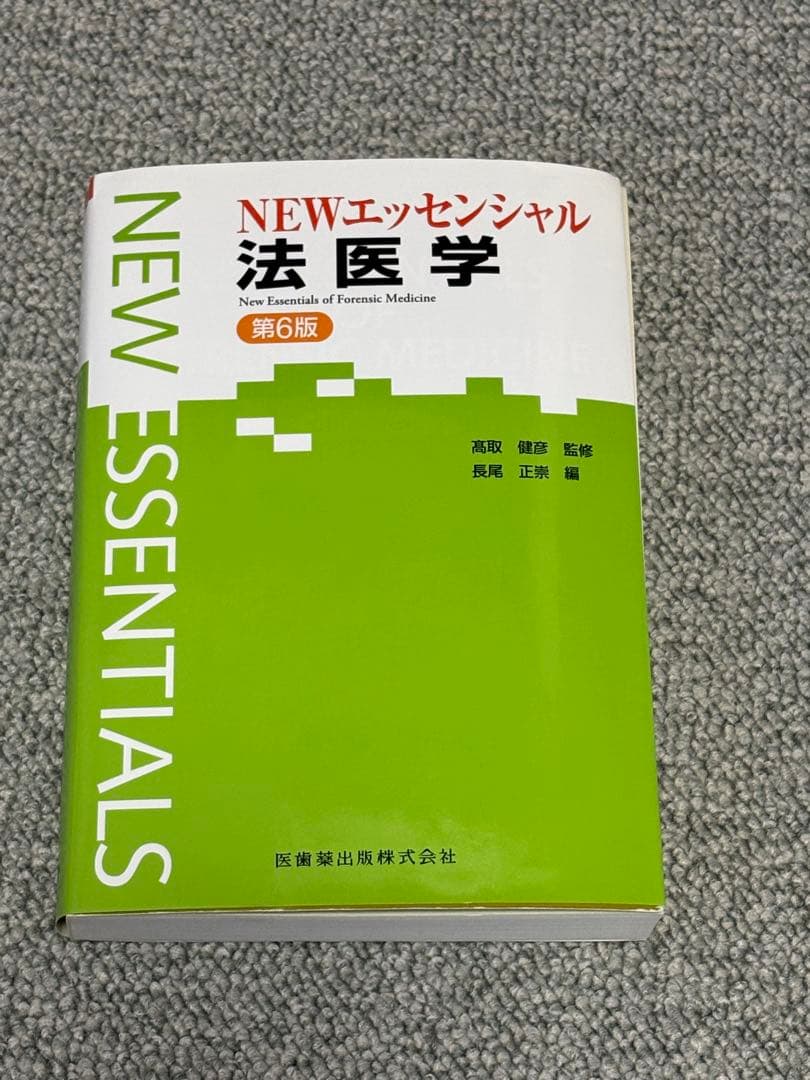 NEW ESSENTIALS
NEWエッセンシャル
法医学
New Essentials of Forensic Medicine
第6版
髙取 健彦 監修
長尾 正崇 編
医歯薬出版株式会社